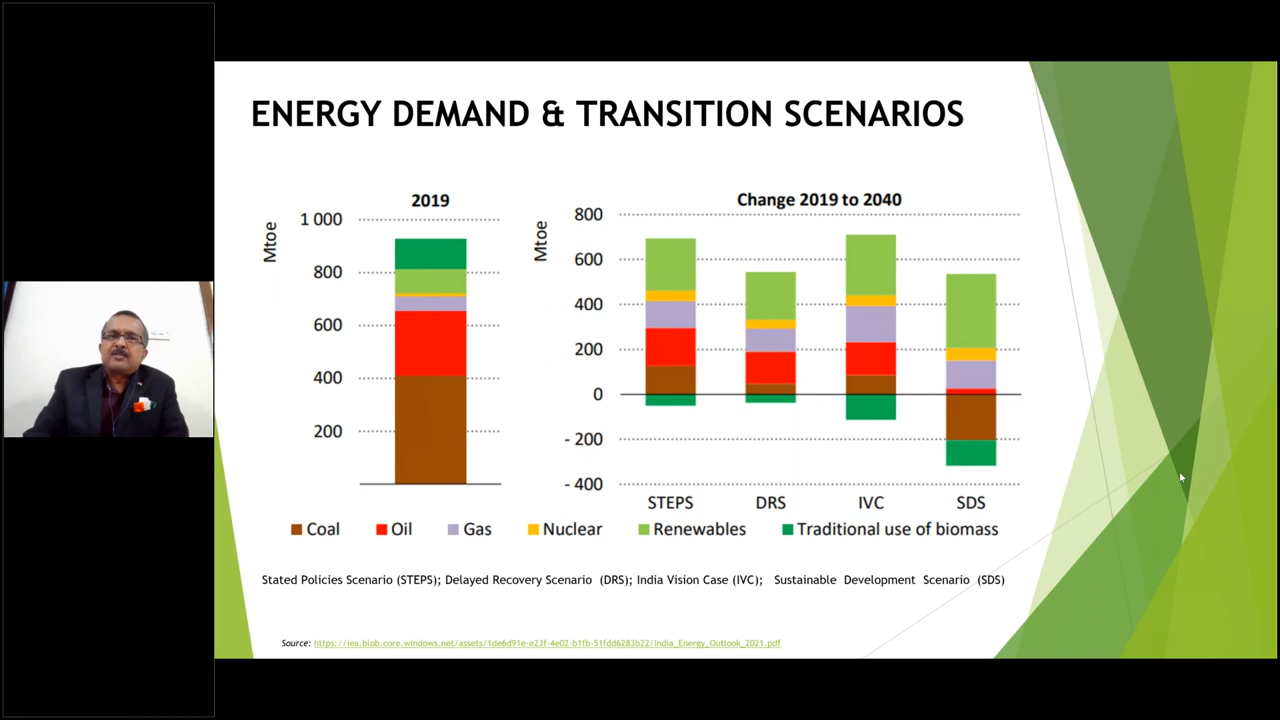 ENERGY DEMAND & TRANSITION SCENARIOS
2019
Mtoe
1 000
800
600
400
200
Change 2019 to 2040
Mtoe
800
600
400
200
0
- 200
- 400
STEPS DRS IVC SDS
Coal Oil Gas Nuclear Renewables Traditional use of biomass
Stated Policies Scenario (STEPS); Delayed Recovery Scenario (DRS); India Vision Case (IVC); Sustainable Development Scenario (SDS)
Source: https://iea.blob.core.windows.net/assets/1de6d91e-e23f-4e02-b1fb-51fdd6283b22/India_Energy_Outlook_2021.pdf